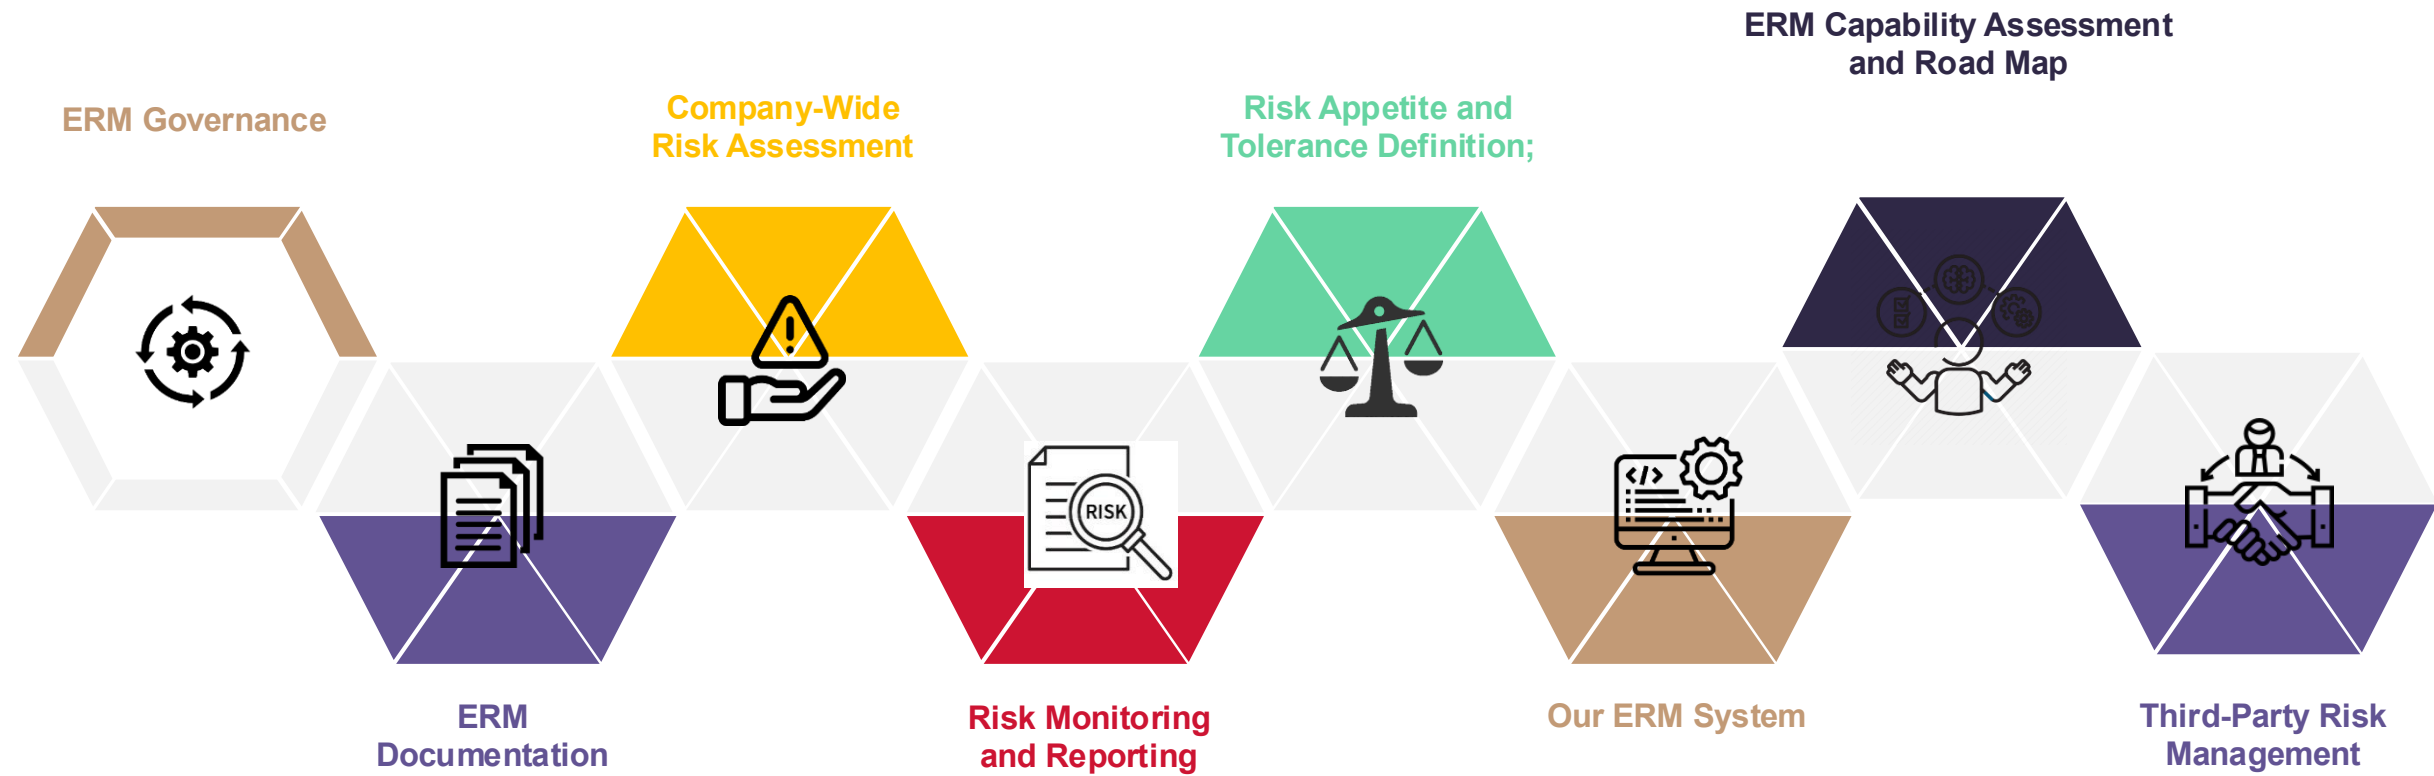 ERM Governance
ERM
Documentation
Company-Wide
Risk Assessment
RISK
Risk Monitoring
and Reporting
Risk Appetite and
Tolerance Definition;
</>
Our ERM System
ERM Capability Assessment
and Road Map
Third-Party Risk
Management